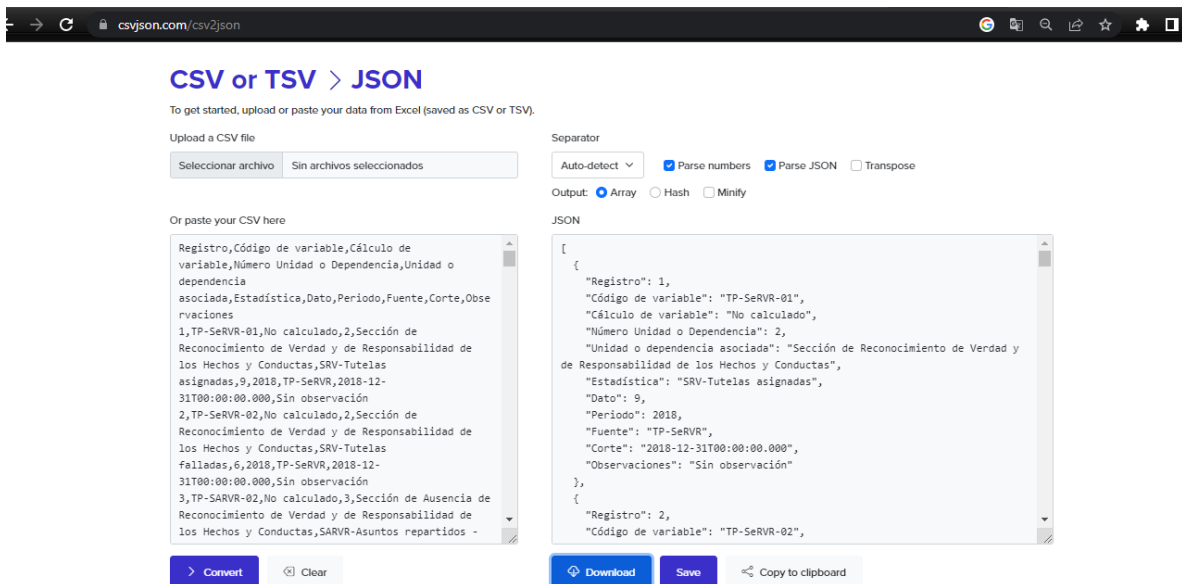 csvjson.com/csv2json
CSV or TSV > JSON
To get started, upload or paste your data from Excel (saved as CSV or TSV).
Upload a CSV file
Seleccionar archivo Sin archivos seleccionados
Separator
Auto-detect Parse numbers Parse JSON Transpose
Output: Array Hash Minify
Or paste your CSV here
Registro,Código de variable,Cálculo de
variable,Número Unidad o Dependencia,Unidad o
dependencia
asociada,Estadística,Dato,Periodo,Fuente,Corte,Obse
rvaciones
1,TP-SeRVR-01,No calculado,2,Sección de
Reconocimiento de Verdad y de Responsabilidad de
los Hechos y Conductas,SRV-Tutelas
asignadas,9,2018,TP-SeRVR,2018-12-
31T00:00:00.000,Sin observación
2,TP-SeRVR-02,No calculado,2,Sección de
Reconocimiento de Verdad y de Responsabilidad de
los Hechos y Conductas,SRV-Tutelas
falladas,6,2018,TP-SeRVR,2018-12-
31T00:00:00.000,Sin observación
3,TP-SARVR-02,No calculado,3,Sección de Ausencia de
Reconocimiento de Verdad y de Responsabilidad de
los Hechos y Conductas,SARVR-Asuntos repartidos -
JSON
[
{
"Registro": 1,
"Código de variable": "TP-SeRVR-01",
"Cálculo de variable": "No calculado",
"Número Unidad o Dependencia": 2,
"Unidad o dependencia asociada": "Sección de Reconocimiento de Verdad y
de Responsabilidad de los Hechos y Conductas",
"Estadística": "SRV-Tutelas asignadas",
"Dato": 9,
"Periodo": 2018,
"Fuente": "TP-SeRVR",
"Corte": "2018-12-31T00:00:00.000",
"Observaciones": "Sin observación"
},
{
"Registro": 2,
"Código de variable": "TP-SeRVR-02",
> Convert Clear
Download Save Copy to clipboard